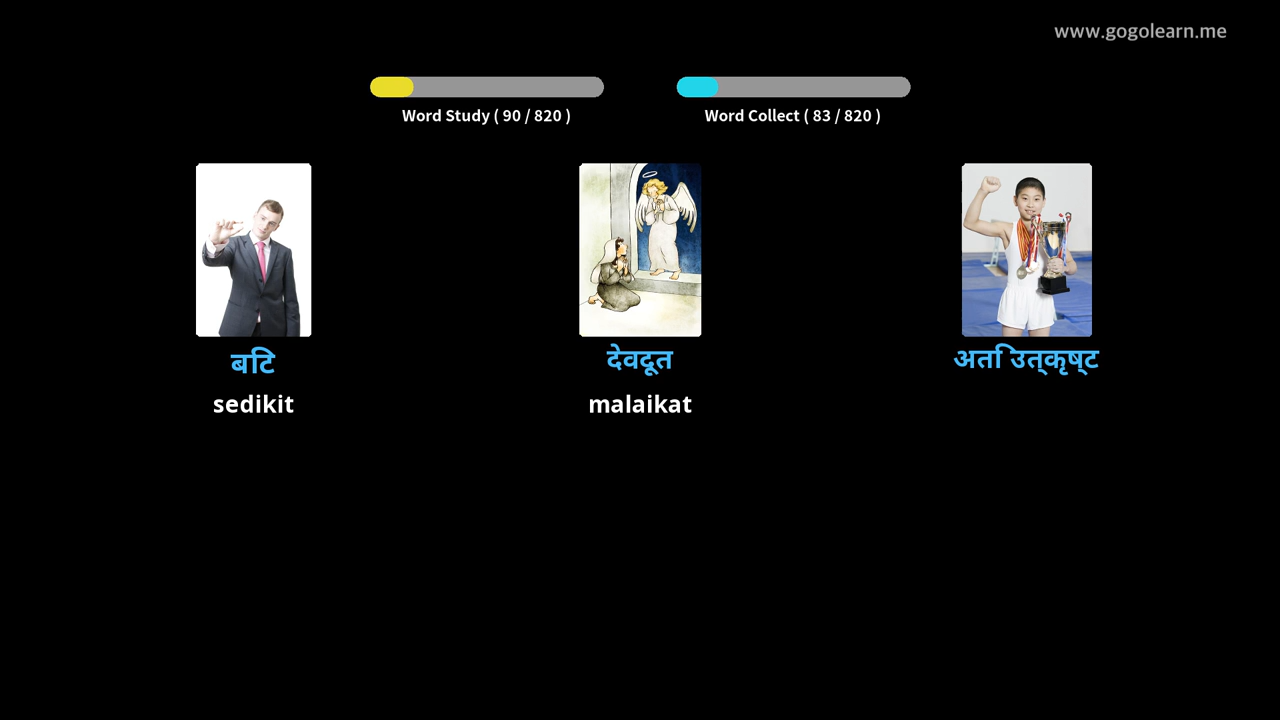 www.gogolearn.me
Word Study ( 90 / 820 )
Word Collect ( 83 / 820 )
बटि
देवदूत
अता िउत्कृष्ट
sedikit
malaikat